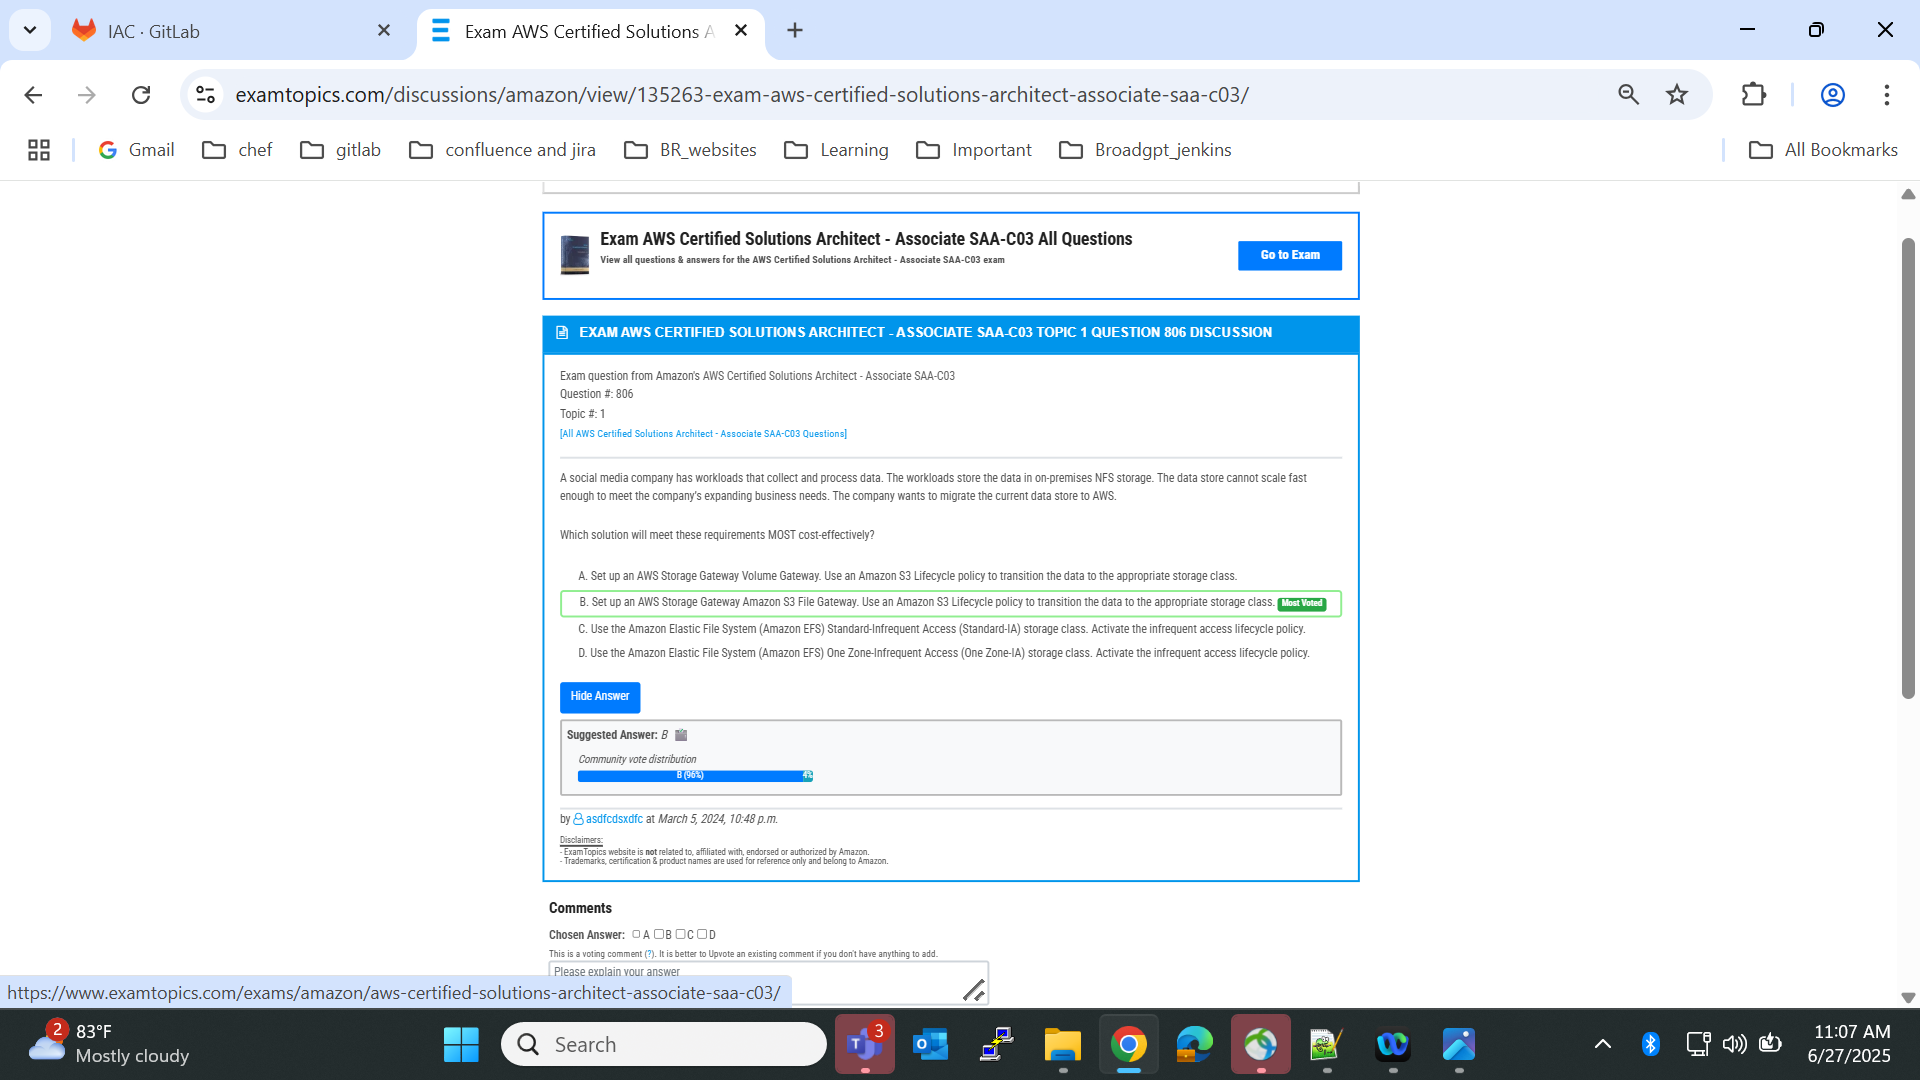 IAC · GitLab
Exam AWS Certified Solutions A
examtopics.com/discussions/amazon/view/135263-exam-aws-certified-solutions-architect-associate-saa-c03/
Gmail
chef
gitlab
confluence and jira
BR_websites
Learning
Important
Broadgpt_jenkins
All Bookmarks
Exam AWS Certified Solutions Architect - Associate SAA-C03 All Questions
View all questions & answers for the AWS Certified Solutions Architect - Associate SAA-C03 exam
Go to Exam
EXAM AWS CERTIFIED SOLUTIONS ARCHITECT - ASSOCIATE SAA-C03 TOPIC 1 QUESTION 806 DISCUSSION
Exam question from Amazon's AWS Certified Solutions Architect - Associate SAA-C03
Question #: 806
Topic #: 1
[All AWS Certified Solutions Architect - Associate SAA-C03 Questions]
A social media company has workloads that collect and process data. The workloads store the data in on-premises NFS storage. The data store cannot scale fast
enough to meet the company's expanding business needs. The company wants to migrate the current data store to AWS.
Which solution will meet these requirements MOST cost-effectively?
A. Set up an AWS Storage Gateway Volume Gateway. Use an Amazon S3 Lifecycle policy to transition the data to the appropriate storage class.
B. Set up an AWS Storage Gateway Amazon S3 File Gateway. Use an Amazon S3 Lifecycle policy to transition the data to the appropriate storage class. Most Voted
C. Use the Amazon Elastic File System (Amazon EFS) Standard-Infrequent Access (Standard-IA) storage class. Activate the infrequent access lifecycle policy.
D. Use the Amazon Elastic File System (Amazon EFS) One Zone-Infrequent Access (One Zone-IA) storage class. Activate the infrequent access lifecycle policy.
Hide Answer
Suggested Answer: B
Community vote distribution
B (96%)
4%
by asdfcdsxdfc at March 5, 2024, 10:48 p.m.
Disclaimers:
- ExamTopics website is not related to, affiliated with, endorsed or authorized by Amazon.
- Trademarks, certification & product names are used for reference only and belong to Amazon.
Comments
Chosen Answer: A B C D
This is a voting comment (?). It is better to Upvote an existing comment if you don't have anything to add.
Please explain your answer
https://www.examtopics.com/exams/amazon/aws-certified-solutions-architect-associate-saa-c03/
2
83°F
Mostly cloudy
Search
3
11:07 AM
6/27/2025